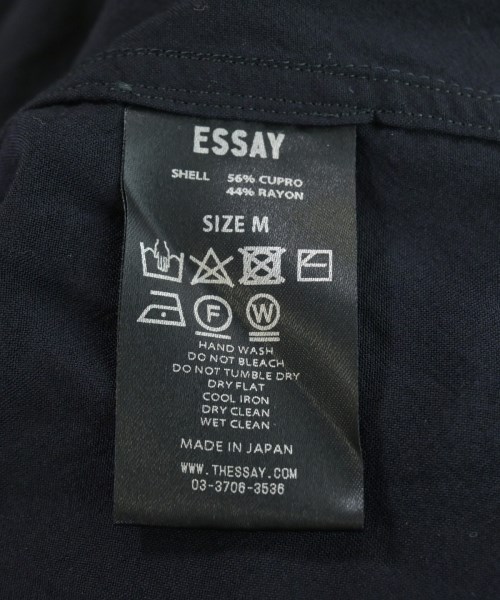 ESSAY
SHELL 56% CUPRO
44% RAYON
SIZE M
F W
HAND WASH
DO NOT BLEACH
DO NOT TUMBLE DRY
DRY FLAT
COOL IRON
DRY CLEAN
WET CLEAN
MADE IN JAPAN
WWW.THESSAY.COM
03-3706-3536